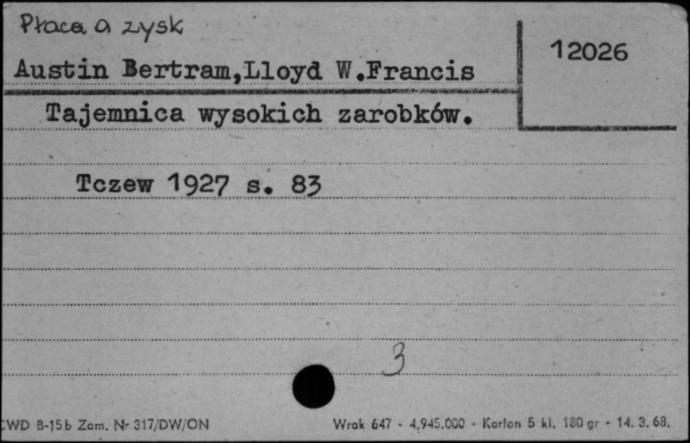 Płaca a zysk
12026
Austin Bertram,Lloyd W.Francis
Tajemnica wysokich zarobków.
Tczew 1927 s. 83
3
CWD B-15b Zam. Nr 317/DW/ON Wrok 647 - 4.945.000 - Karton 5 kl. 180 gr - 14.3.68.